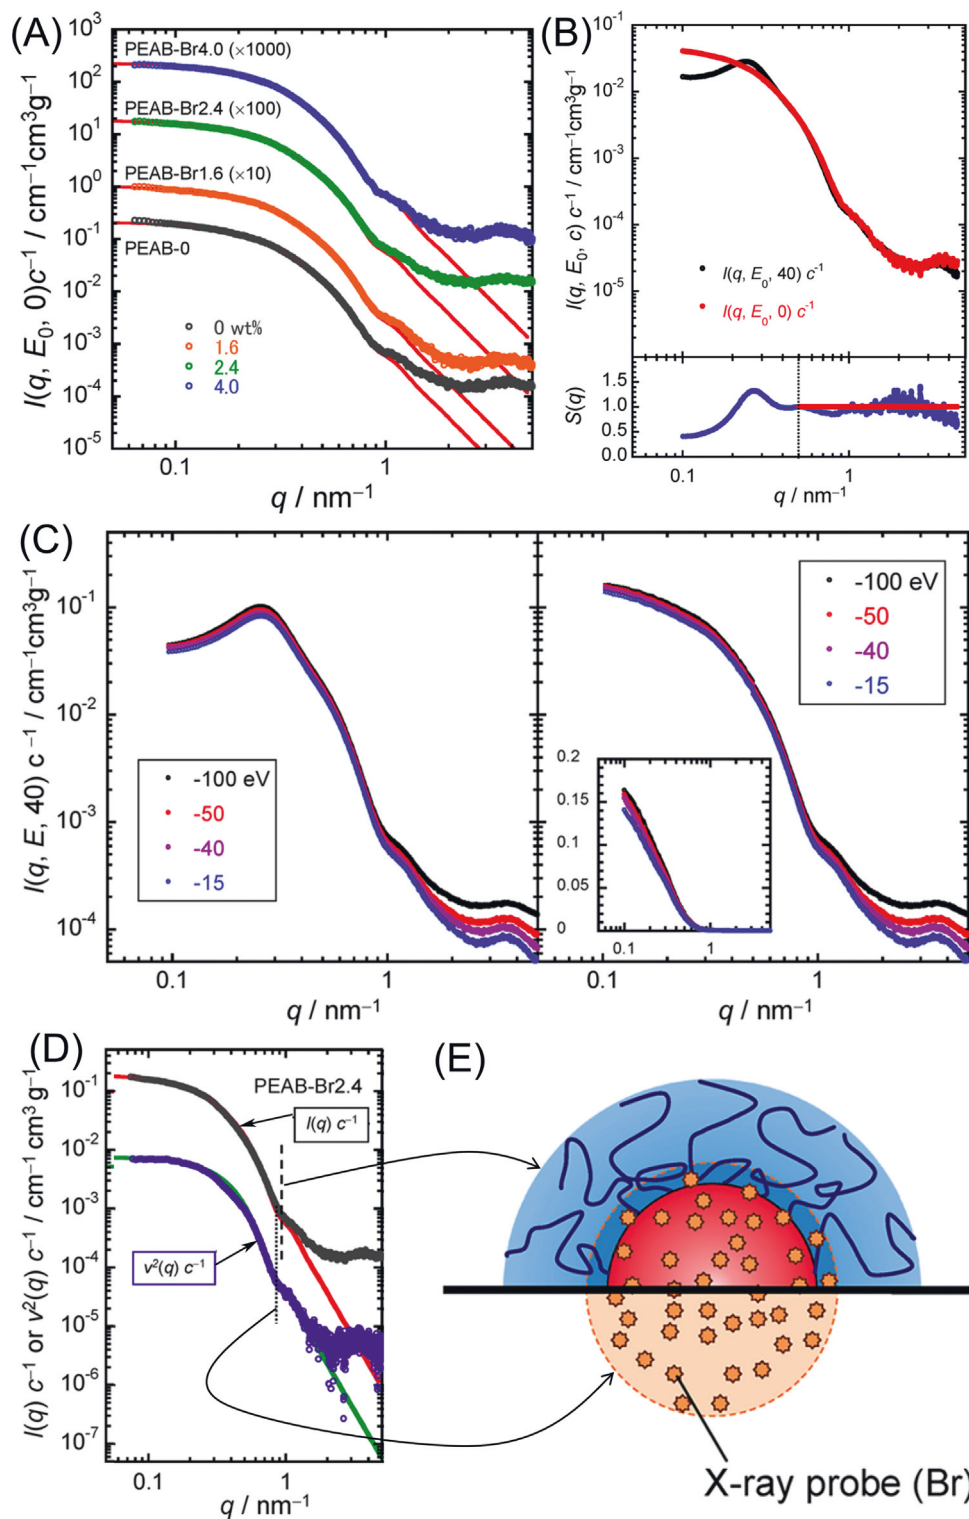 (A)
I(q, E₀, 0)c⁻¹ / cm⁻¹cm³g⁻¹
10³
10²
10¹
10⁰
10⁻¹
10⁻²
10⁻³
10⁻⁴
10⁻⁵
PEAB-Br4.0 (×1000)
PEAB-Br2.4 (×100)
PEAB-Br1.6 (×10)
PEAB-0
0 wt%
1.6
2.4
4.0
0.1 1
q / nm⁻¹
(B)
I(q, E₀, c) c⁻¹ / cm⁻¹cm³g⁻¹
10⁻¹
10⁻²
10⁻³
10⁻⁴
10⁻⁵
I(q, E₀, 40) c⁻¹
I(q, E₀, 0) c⁻¹
S(q)
1.5
1.0
0.5
0.0
0.1 1
q / nm⁻¹
(C)
I(q, E, 40) c⁻¹ / cm⁻¹cm³g⁻¹
10⁻¹
10⁻²
10⁻³
10⁻⁴
-100 eV
-50
-40
-15
0.1 1
q / nm⁻¹
-100 eV
-50
-40
-15
0.2
0.15
0.1
0.05
0
0.1 1
0.1 1
q / nm⁻¹
(D)
I(q) c⁻¹ or v²(q) c⁻¹ / cm⁻¹ cm³ g⁻¹
10⁻¹
10⁻²
10⁻³
10⁻⁴
10⁻⁵
10⁻⁶
10⁻⁷
PEAB-Br2.4
I(q) c⁻¹
v²(q) c⁻¹
0.1 1
q / nm⁻¹
(E)
X-ray probe (Br)